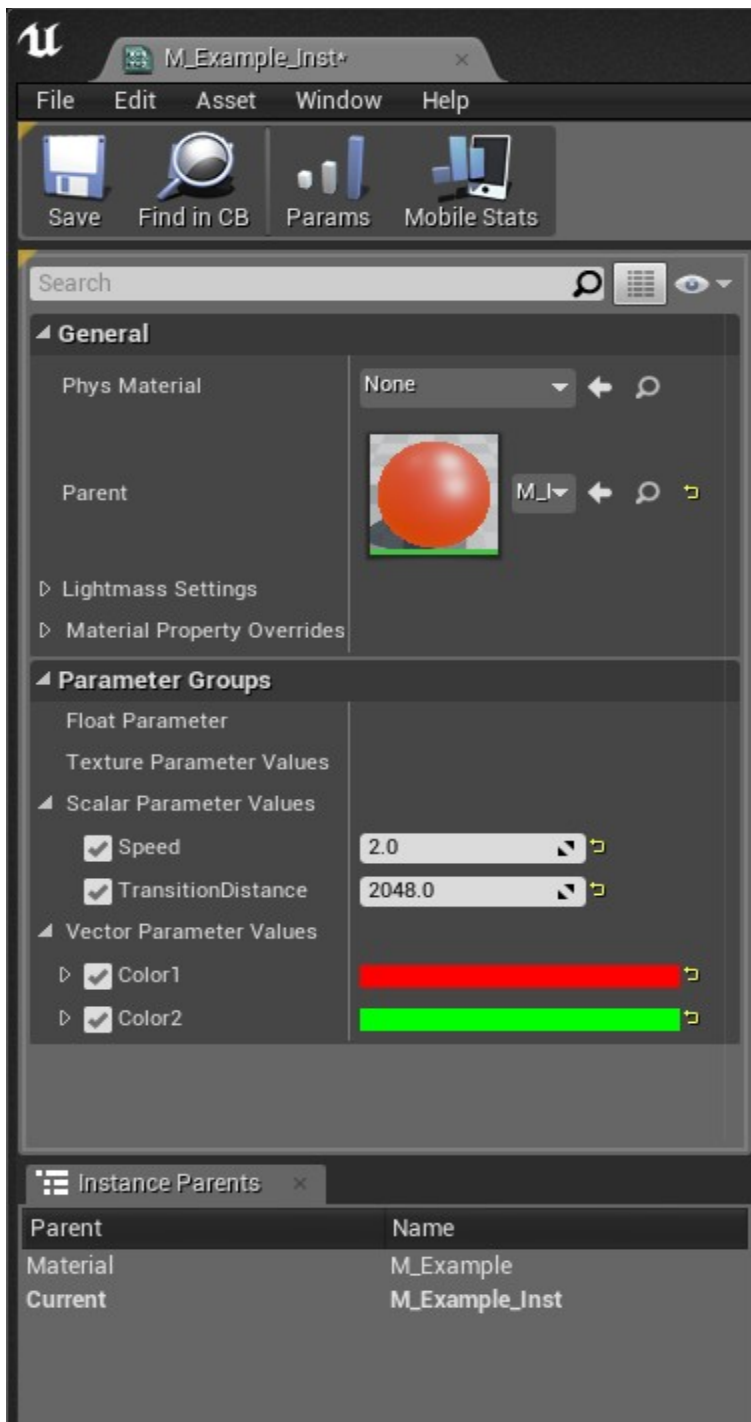 M_Example_Inst*
File Edit Asset Window Help
Save Find in CB Params Mobile Stats
Search
General
Phys Material None
Parent
Lightmass Settings
Material Property Overrides
Parameter Groups
Float Parameter
Texture Parameter Values
Scalar Parameter Values
Speed 2.0
TransitionDistance 2048.0
Vector Parameter Values
Color1
Color2
Instance Parents
Parent Name
Material M_Example
Current M_Example_Inst